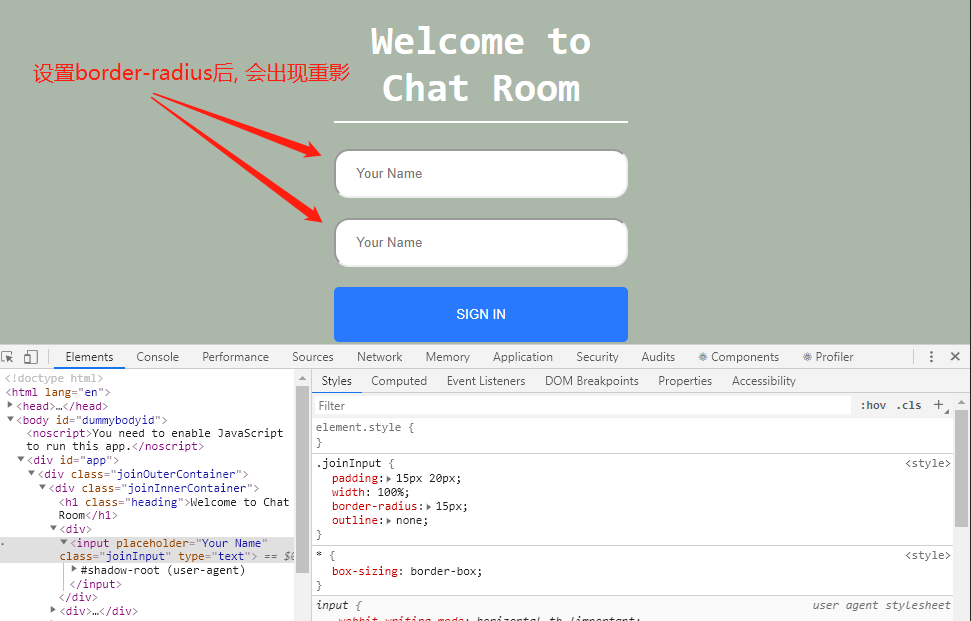 Welcome to
设置border-radius后, 会出现重影
Chat Room
Your Name
Your Name
SIGN IN
Elements Console Performance Sources Network Memory Application Security Audits Components Profiler
<!doctype html>
<html lang="en">
<head>…</head>
<body id="dummybodyid">
<noscript>You need to enable JavaScript
to run this app.</noscript>
<div id="app">
<div class="joinOuterContainer">
<div class="joinInnerContainer">
<h1 class="heading">Welcome to Chat
Room</h1>
<div>
<input placeholder="Your Name"
class="joinInput" type="text"> == $0
#shadow-root (user-agent)
</input>
</div>
<div>…</div>
Styles Computed Event Listeners DOM Breakpoints Properties Accessibility
Filter :hov .cls +
element.style {
}
.joinInput { <style>
padding: 15px 20px;
width: 100%;
border-radius: 15px;
outline: none;
}
* { <style>
box-sizing: border-box;
}
input { user agent stylesheet
-webkit-writing-mode: horizontal-tb !important;